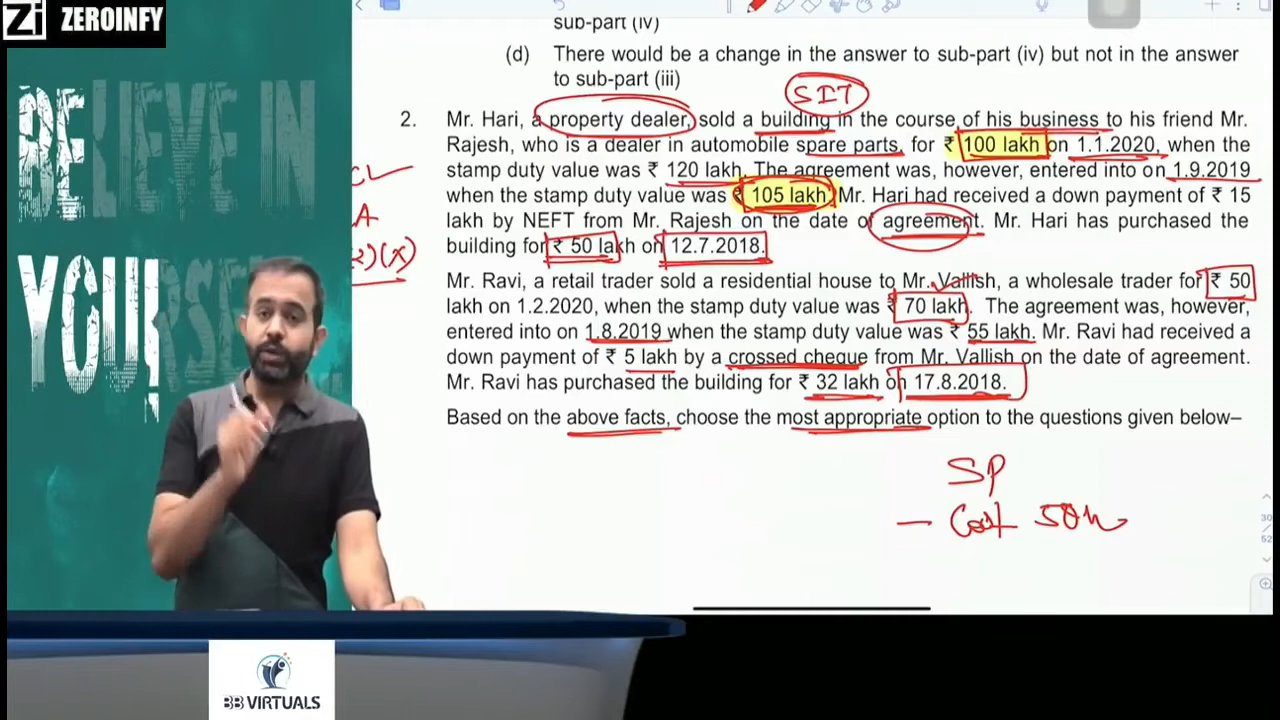 Zi ZEROINFY
BELIEVE IN
YOURSELF
sub-part (iv)
(d) There would be a change in the answer to sub-part (iv) but not in the answer
to sub-part (iii)
SIT
2. Mr. Hari, a property dealer, sold a building in the course of his business to his friend Mr.
Rajesh, who is a dealer in automobile spare parts, for ₹ 100 lakh on 1.1.2020, when the
stamp duty value was ₹ 120 lakh. The agreement was, however, entered into on 1.9.2019
when the stamp duty value was ₹ 105 lakh. Mr. Hari had received a down payment of ₹ 15
lakh by NEFT from Mr. Rajesh on the date of agreement. Mr. Hari has purchased the
building for ₹ 50 lakh on 12.7.2018.
CL
A
)(x)
Mr. Ravi, a retail trader sold a residential house to Mr. Vallish, a wholesale trader for ₹ 50
lakh on 1.2.2020, when the stamp duty value was ₹ 70 lakh. The agreement was, however,
entered into on 1.8.2019 when the stamp duty value was ₹ 55 lakh. Mr. Ravi had received a
down payment of ₹ 5 lakh by a crossed cheque from Mr. Vallish on the date of agreement.
Mr. Ravi has purchased the building for ₹ 32 lakh on 17.8.2018.
Based on the above facts, choose the most appropriate option to the questions given below–
SP
— Cost 50
30
52
BB VIRTUALS